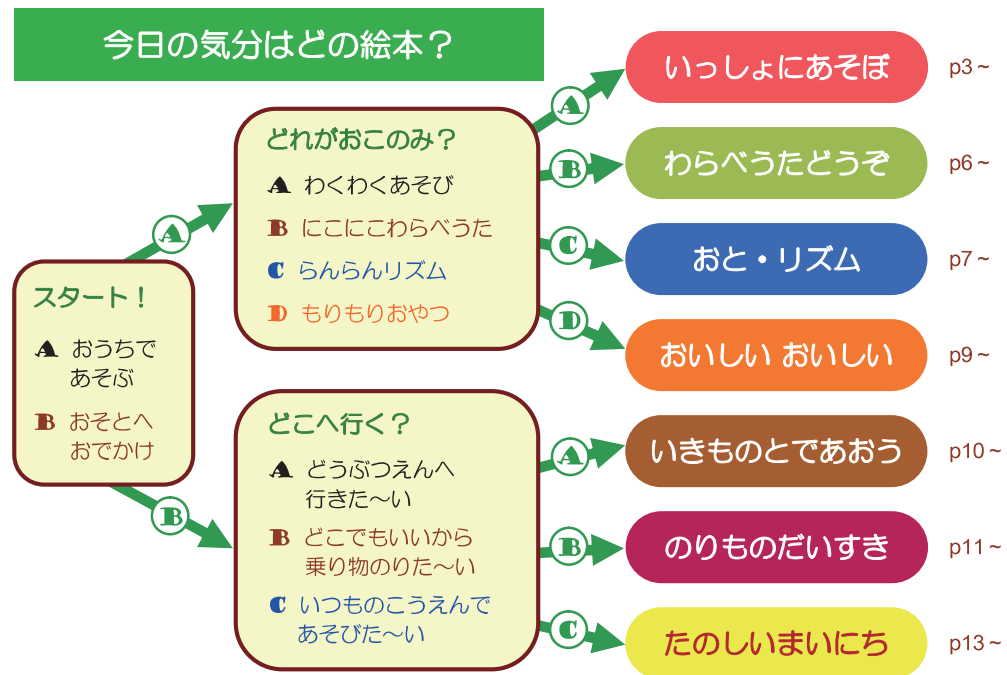 今日の気分はどの絵本？
スタート！
A おうちで
あそぶ
B おそとへ
おでかけ
A
B
どれがおこのみ？
A わくわくあそび
B にこにこわらべうた
C らんらんリズム
D もりもりおやつ
どこへ行く？
A どうぶつえんへ
行きた〜い
B どこでもいいから
乗り物のりた〜い
C いつものこうえんで
あそびた〜い
A
いっしょにあそぼ p3～
B
わらべうたどうぞ p6～
C
おと・リズム p7～
D
おいしい おいしい p9～
A
いきものとであおう p10～
B
のりものだいすき p11～
C
たのしいまいにち p13～